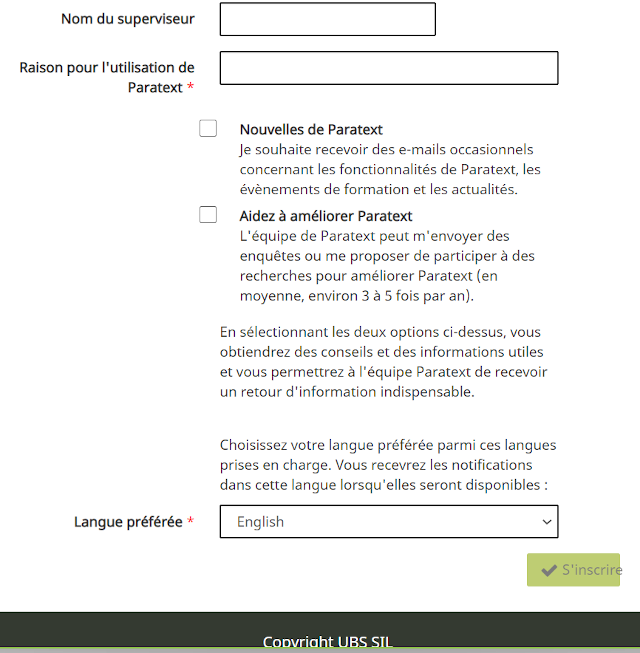 Nom du superviseur
Raison pour l'utilisation de
Paratext *
Nouvelles de Paratext
Je souhaite recevoir des e-mails occasionnels
concernant les fonctionnalités de Paratext, les
évènements de formation et les actualités.
Aidez à améliorer Paratext
L'équipe de Paratext peut m'envoyer des
enquêtes ou me proposer de participer à des
recherches pour améliorer Paratext (en
moyenne, environ 3 à 5 fois par an).
En sélectionnant les deux options ci-dessus, vous
obtiendrez des conseils et des informations utiles
et vous permettrez à l'équipe Paratext de recevoir
un retour d'information indispensable.
Choisissez votre langue préférée parmi ces langues
prises en charge. Vous recevrez les notifications
dans cette langue lorsqu'elles seront disponibles :
Langue préférée * English
S'inscrire
Copyright UBS SIL